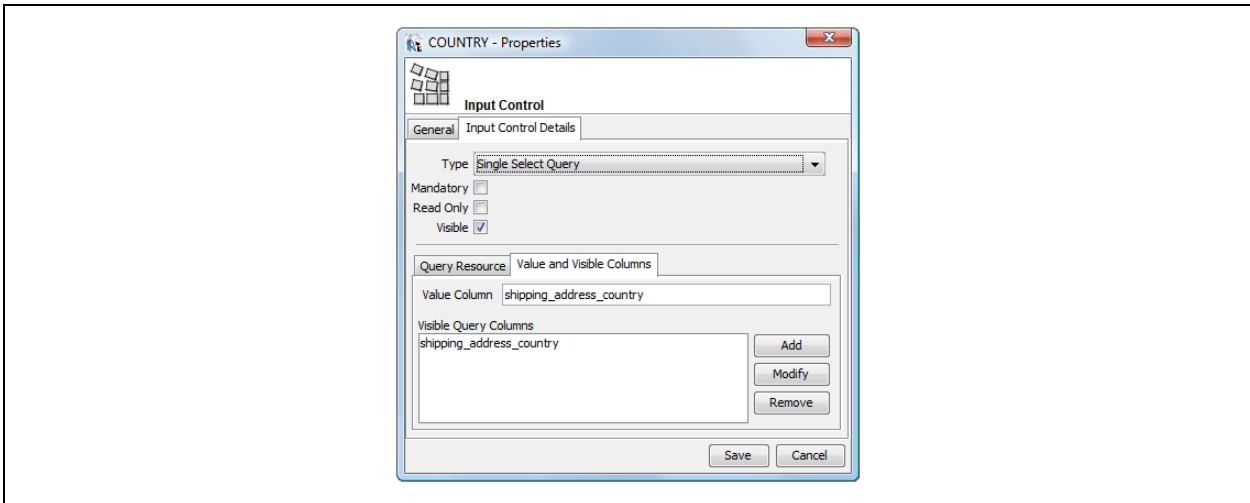 COUNTRY - Properties
Input Control
General Input Control Details
Type Single Select Query
Mandatory
Read Only
Visible
Query Resource Value and Visible Columns
Value Column shipping_address_country
Visible Query Columns
shipping_address_country
Add
Modify
Remove
Save Cancel